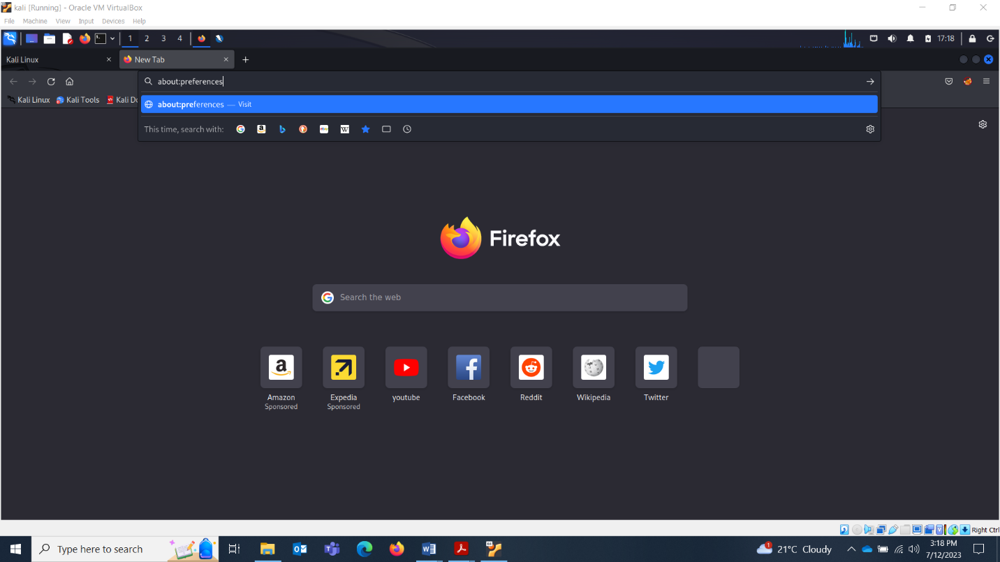 kali [Running] - Oracle VM VirtualBox
File Machine View Input Devices Help
1 2 3 4 17:18
Kali Linux New Tab
about:preferences
Kali Linux Kali Tools Kali Do
about:preferences — Visit
This time, search with:
Firefox
Search the web
Amazon Expedia youtube Facebook Reddit Wikipedia Twitter
Sponsored Sponsored
Right Ctrl
Type here to search 21°C Cloudy 3:18 PM
7/12/2023